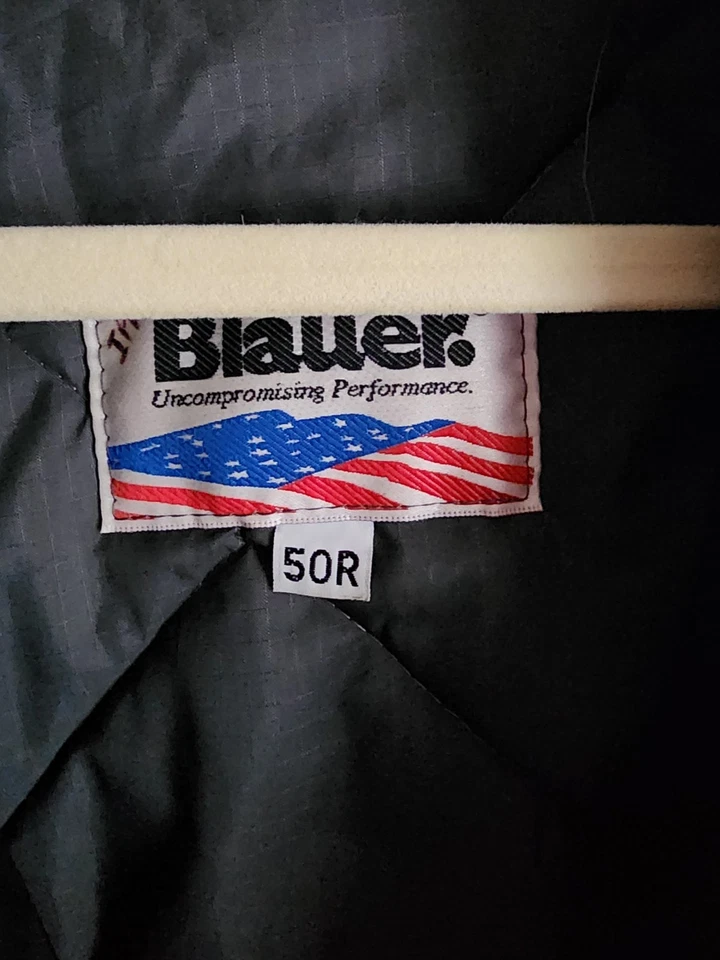 Blauer.
Uncompromising Performance.
50R